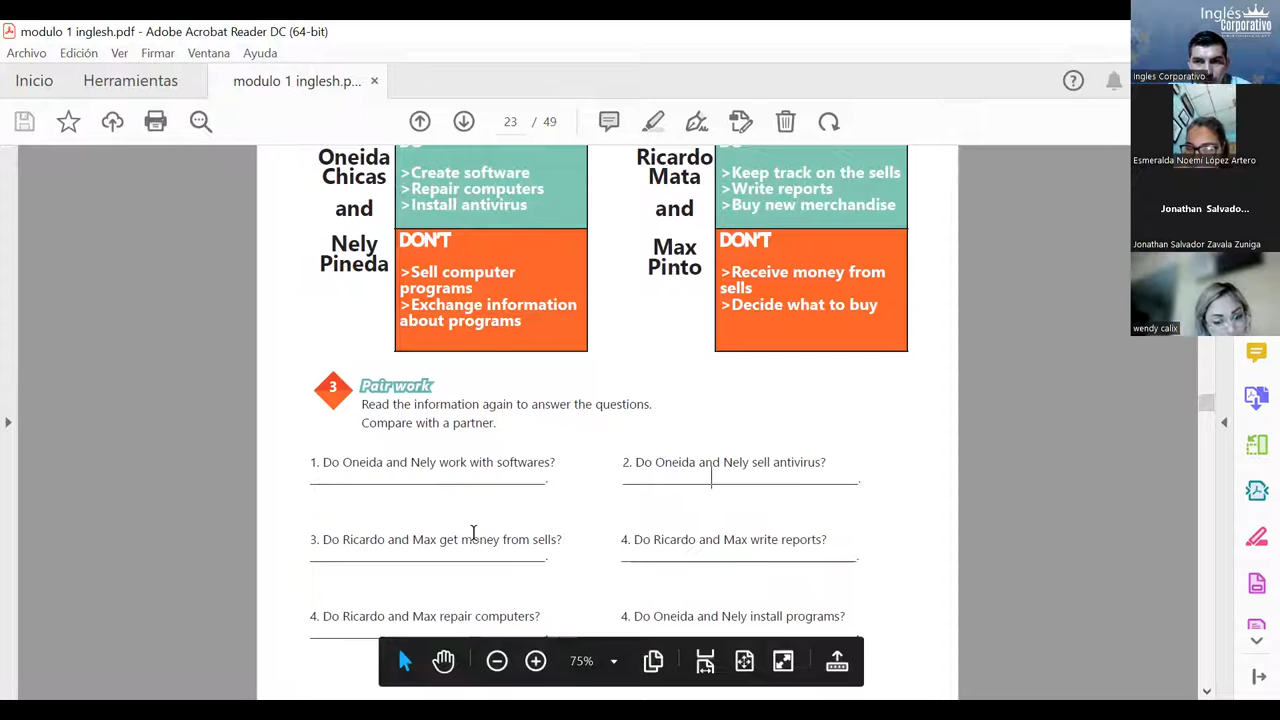 modulo 1 inglesh.pdf - Adobe Acrobat Reader DC (64-bit)
Archivo Edición Ver Firmar Ventana Ayuda
Inicio Herramientas modulo 1 inglesh.p... ×
23 / 49
Oneida Chicas and Nely Pineda
>Create software
>Repair computers
>Install antivirus
DON'T
>Sell computer
programs
>Exchange information
about programs
Ricardo Mata and Max Pinto
>Keep track on the sells
>Write reports
>Buy new merchandise
DON'T
>Receive money from
sells
>Decide what to buy
3 Pair work
Read the information again to answer the questions.
Compare with a partner.
1. Do Oneida and Nely work with softwares?
2. Do Oneida and Nely sell antivirus?
3. Do Ricardo and Max get money from sells?
4. Do Ricardo and Max write reports?
4. Do Ricardo and Max repair computers?
4. Do Oneida and Nely install programs?
75%
Inglés
Corporativo
Ingles Corporativo
Esmeralda Noemí López Artero
Jonathan Salvado...
Jonathan Salvador Zavala Zuniga
wendy calix